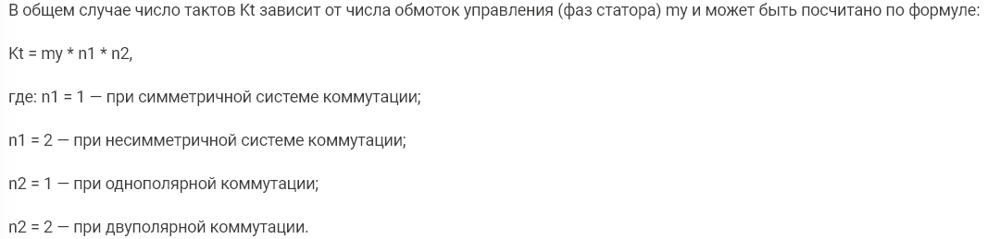 В общем случае число тактов Kt зависит от числа обмоток управления (фаз статора) my и может быть посчитано по формуле:
Kt = my * n1 * n2,
где: n1 = 1 — при симметричной системе коммутации;
n1 = 2 — при несимметричной системе коммутации;
n2 = 1 — при однополярной коммутации;
n2 = 2 — при двуполярной коммутации.